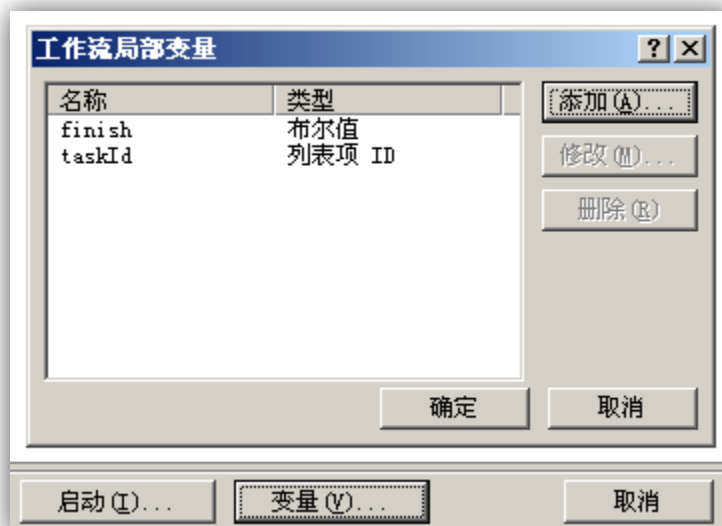 工作流局部变量
名称 类型
finish 布尔值
taskId 列表项 ID
添加(A)...
修改(M)...
删除(R)
确定 取消
启动(I)... 变量(V)... 取消